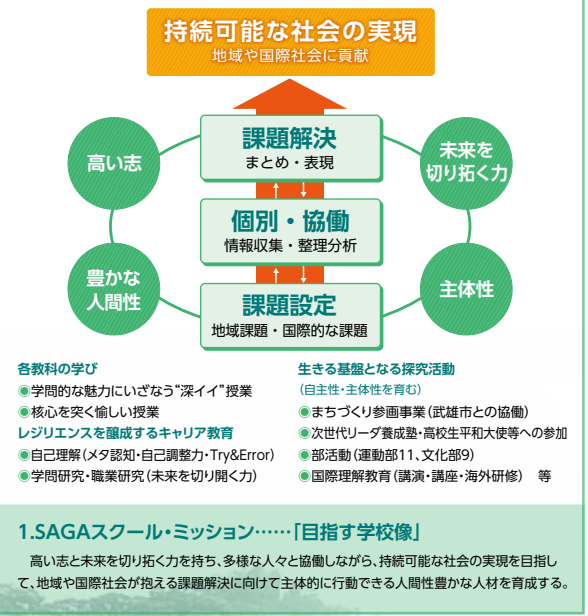 持続可能な社会の実現
地域や国際社会に貢献
課題解決
まとめ・表現
高い志
未来を
切り拓く力
個別・協働
情報収集・整理分析
豊かな
人間性
主体性
課題設定
地域課題・国際的な課題
各教科の学び
◉学問的な魅力にいざなう“深イイ”授業
◉核心を突く愉しい授業
レジリエンスを醸成するキャリア教育
◉自己理解(メタ認知・自己調整力・Try&Error)
◉学問研究・職業研究(未来を切り開く力)
生きる基盤となる探究活動
(自主性・主体性を育む)
◉まちづくり参画事業(武雄市との協働)
◉次世代リーダ養成塾・高校生平和大使等への参加
◉部活動(運動部11、文化部9)
◉国際理解教育(講演・講座・海外研修) 等
1.SAGAスクール・ミッション……「目指す学校像」
高い志と未来を切り拓く力を持ち、多様な人々と協働しながら、持続可能な社会の実現を目指し
て、地域や国際社会が抱える課題解決に向けて主体的に行動できる人間性豊かな人材を育成する。